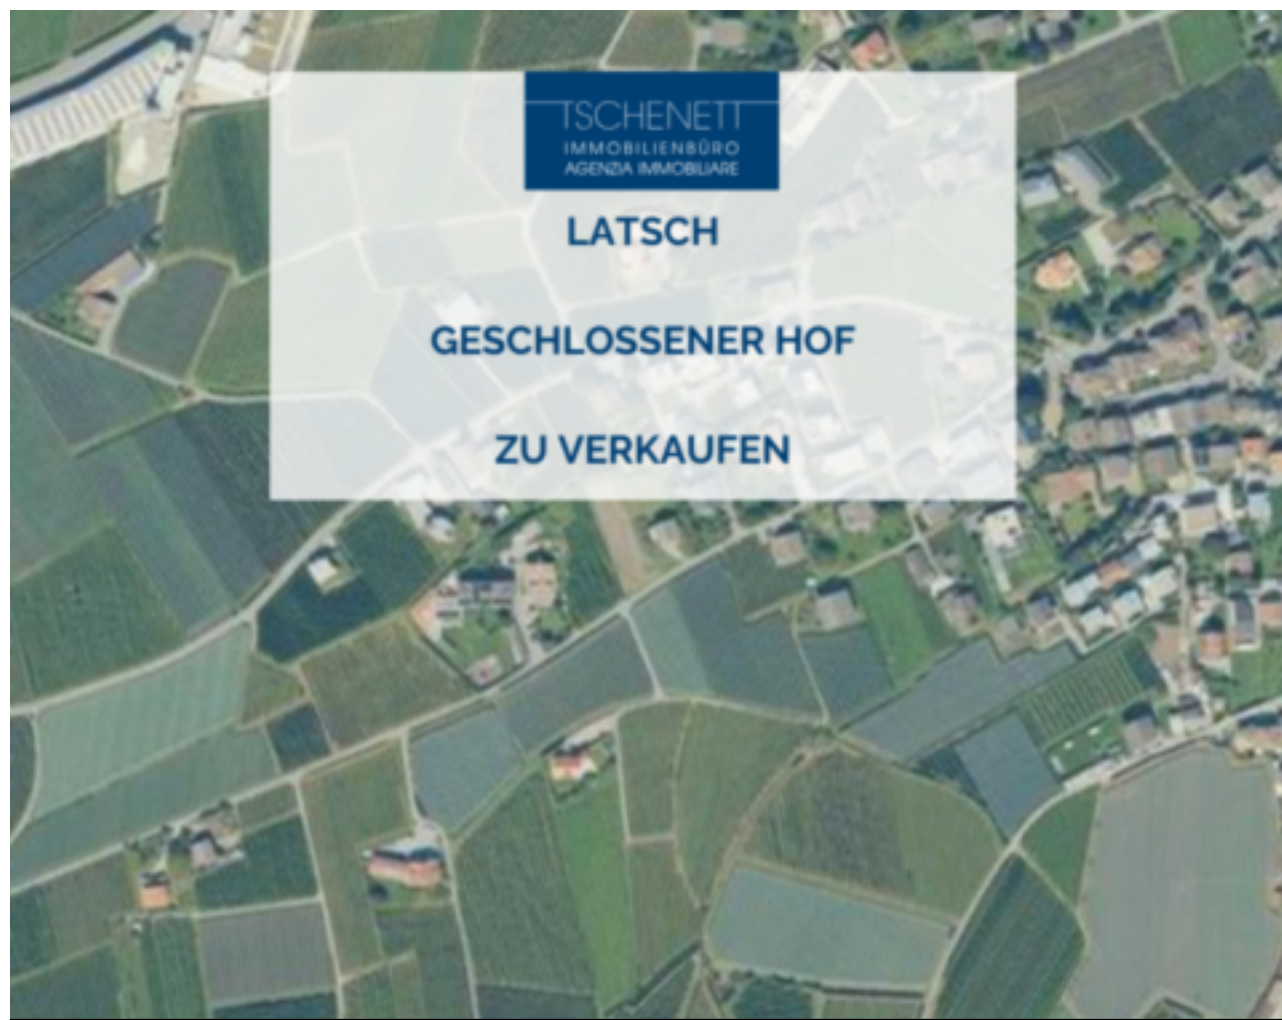 TSCHENETT
IMMOBILIENBÜRO
AGENZIA IMMOBILIARE
LATSCH
GESCHLOSSENER HOF
ZU VERKAUFEN